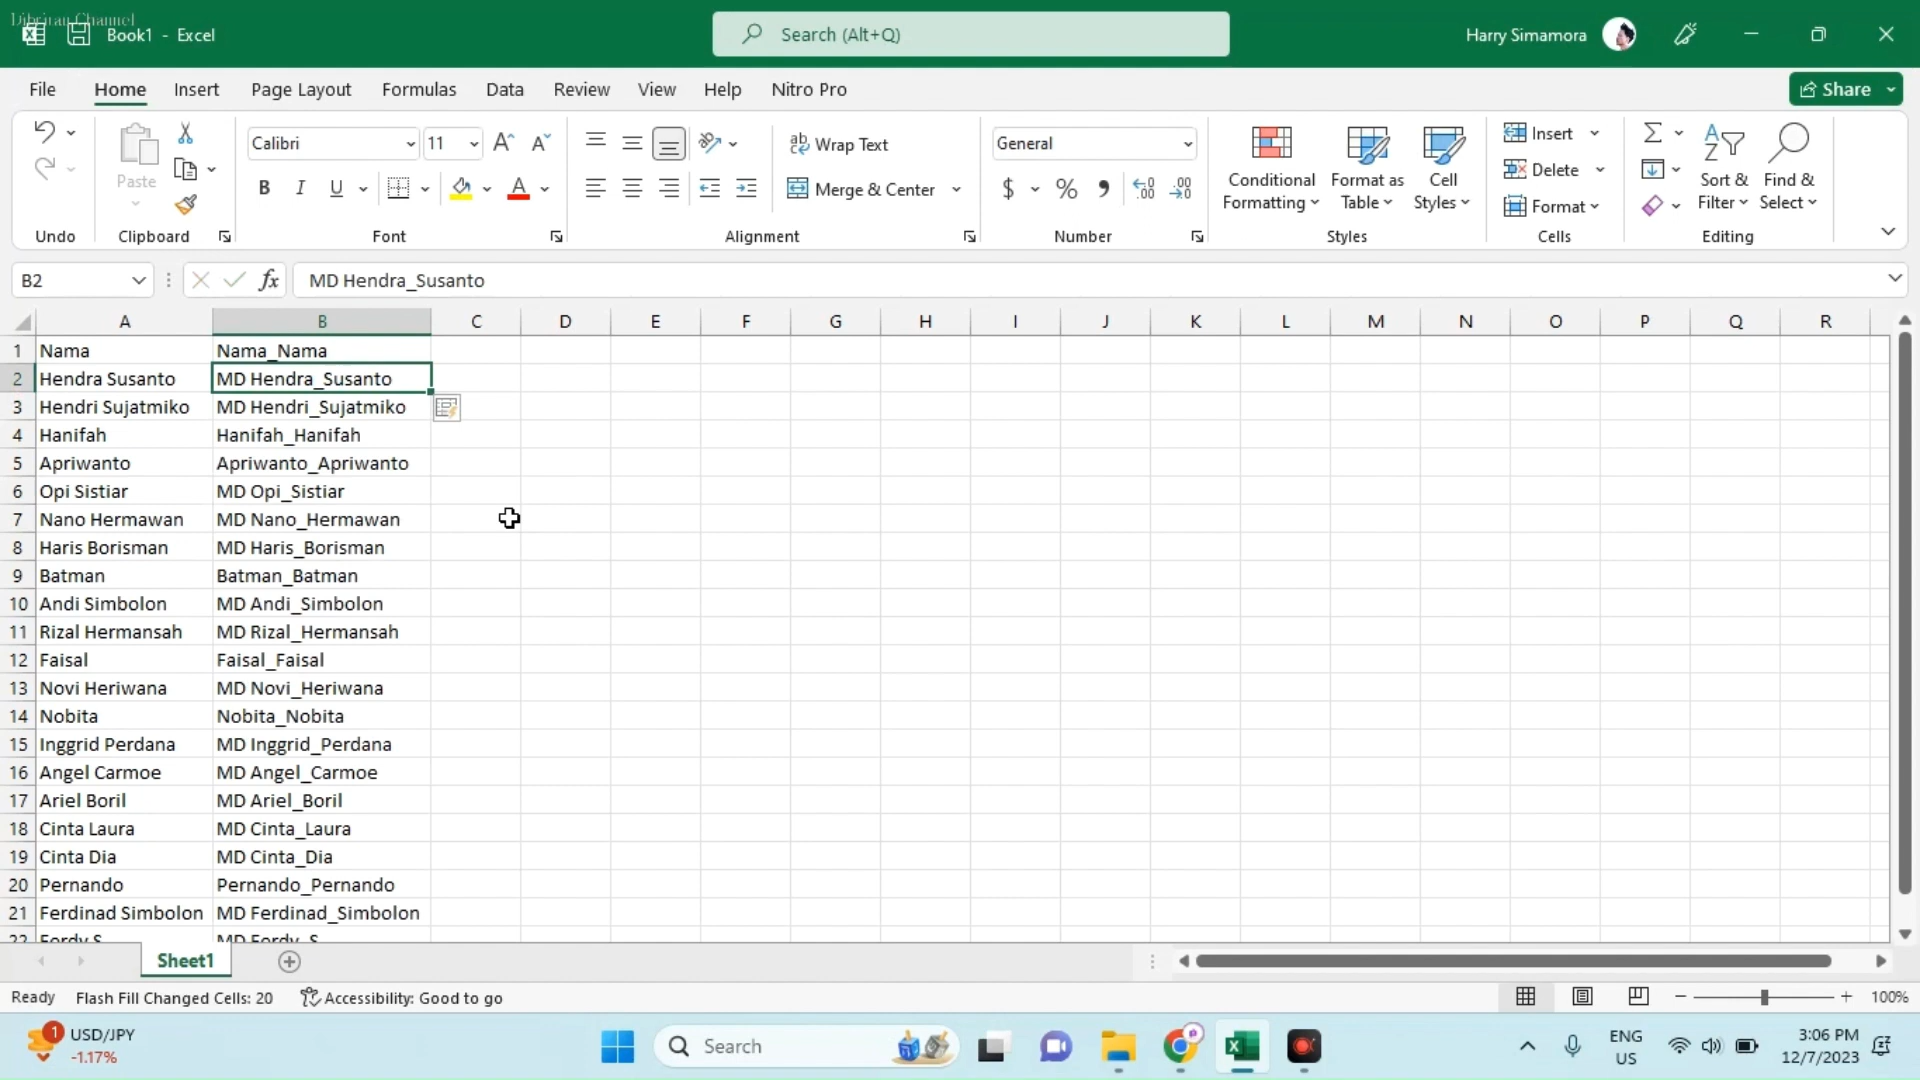 Dibriran Channel
Book1 - Excel
Search (Alt+Q)
Harry Simamora
File Home Insert Page Layout Formulas Data Review View Help Nitro Pro
Share
Paste
Calibri 11
Wrap Text
Merge & Center
General
Conditional Formatting
Format as Table
Cell Styles
Insert
Delete
Format
Sort & Filter
Find & Select
Undo Clipboard Font Alignment Number Styles Cells Editing
B2 fx MD Hendra_Susanto
A B C D E F G H I J K L M N O P Q R
1 Nama Nama_Nama
2 Hendra Susanto MD Hendra_Susanto
3 Hendri Sujatmiko MD Hendri_Sujatmiko
4 Hanifah Hanifah_Hanifah
5 Apriwanto Apriwanto_Apriwanto
6 Opi Sistiar MD Opi_Sistiar
7 Nano Hermawan MD Nano_Hermawan
8 Haris Borisman MD Haris_Borisman
9 Batman Batman_Batman
10 Andi Simbolon MD Andi_Simbolon
11 Rizal Hermansah MD Rizal_Hermansah
12 Faisal Faisal_Faisal
13 Novi Heriwana MD Novi_Heriwana
14 Nobita Nobita_Nobita
15 Inggrid Perdana MD Inggrid_Perdana
16 Angel Carmoe MD Angel_Carmoe
17 Ariel Boril MD Ariel_Boril
18 Cinta Laura MD Cinta_Laura
19 Cinta Dia MD Cinta_Dia
20 Pernando Pernando_Pernando
21 Ferdinad Simbolon MD Ferdinad_Simbolon
22 Ferdy S MD Ferdy_S
Sheet1
Ready Flash Fill Changed Cells: 20 Accessibility: Good to go 100%
1 USD/JPY
-1.17%
Search
ENG
US
3:06 PM
12/7/2023